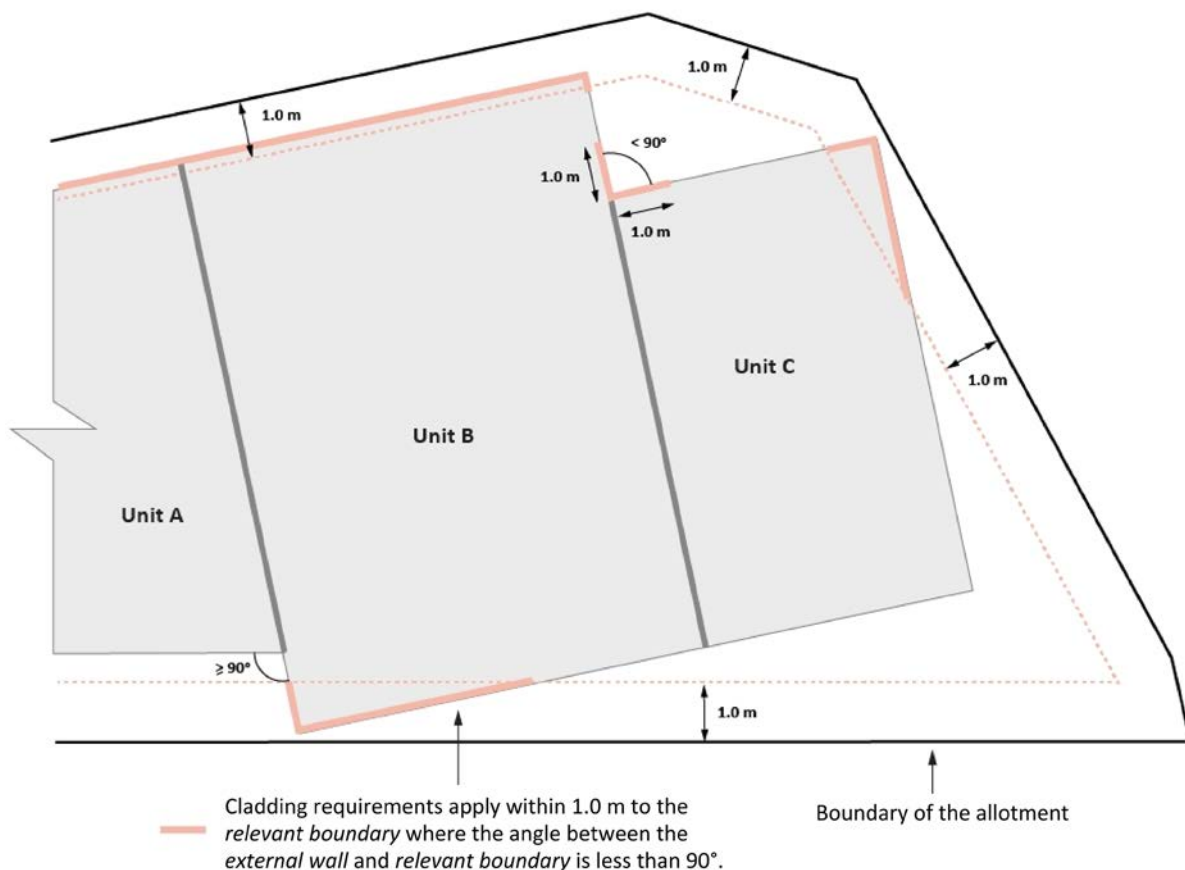 1.0 m
1.0 m
< 90°
1.0 m
1.0 m
Unit C
1.0 m
Unit B
Unit A
≥ 90°
1.0 m
Cladding requirements apply within 1.0 m to the
relevant boundary where the angle between the
external wall and relevant boundary is less than 90°.
Boundary of the allotment